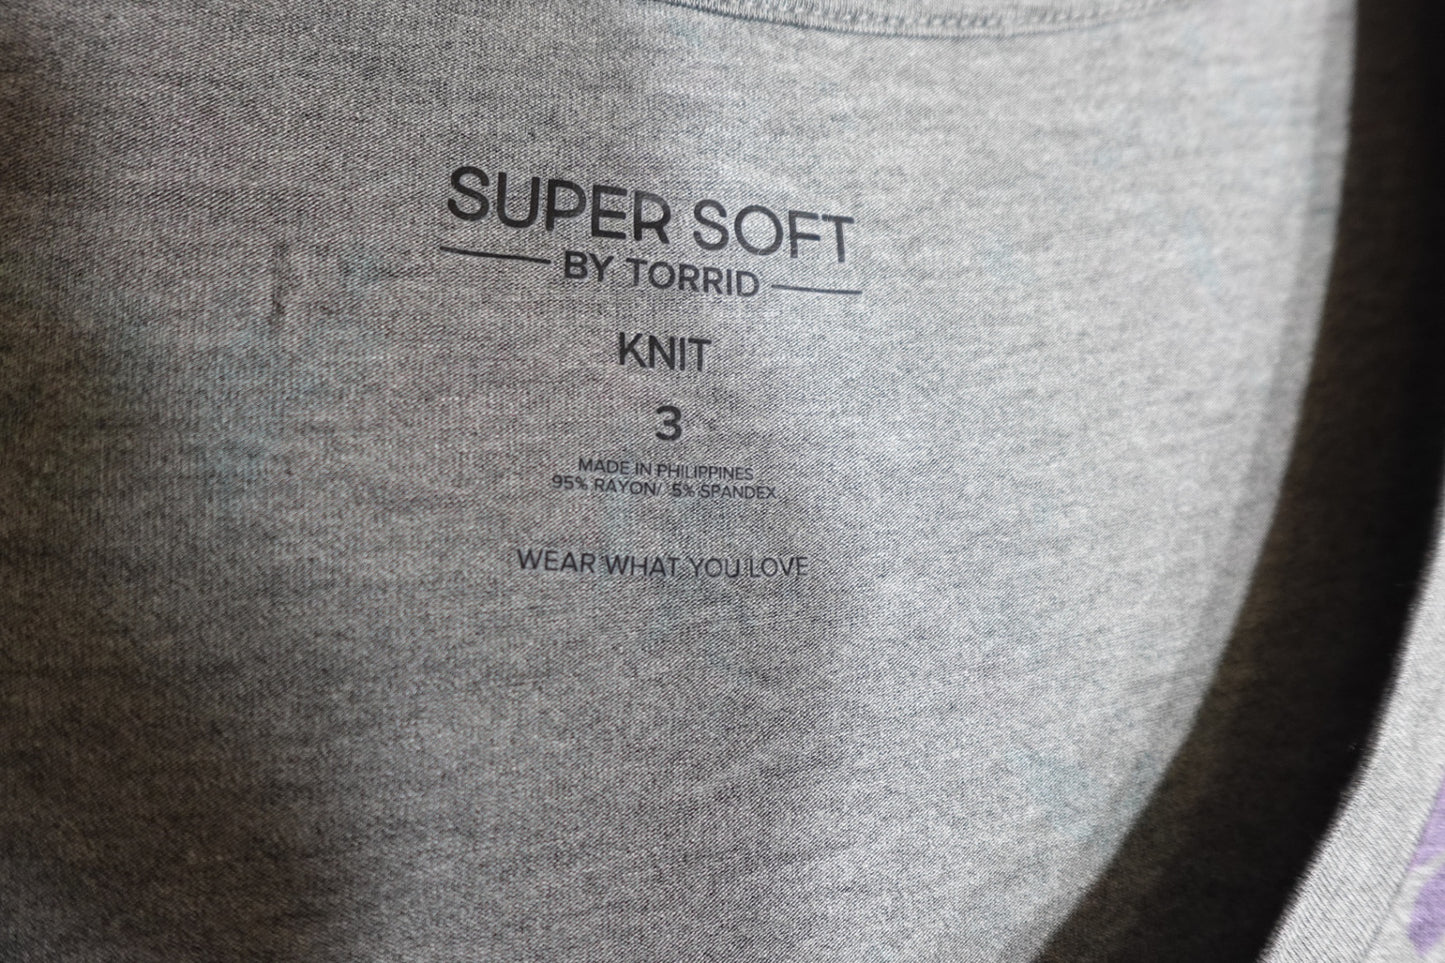 SUPER SOFT
BY TORRID
KNIT
3
MADE IN PHILIPPINES
95% RAYON/ 5% SPANDEX
WEAR WHAT YOU LOVE